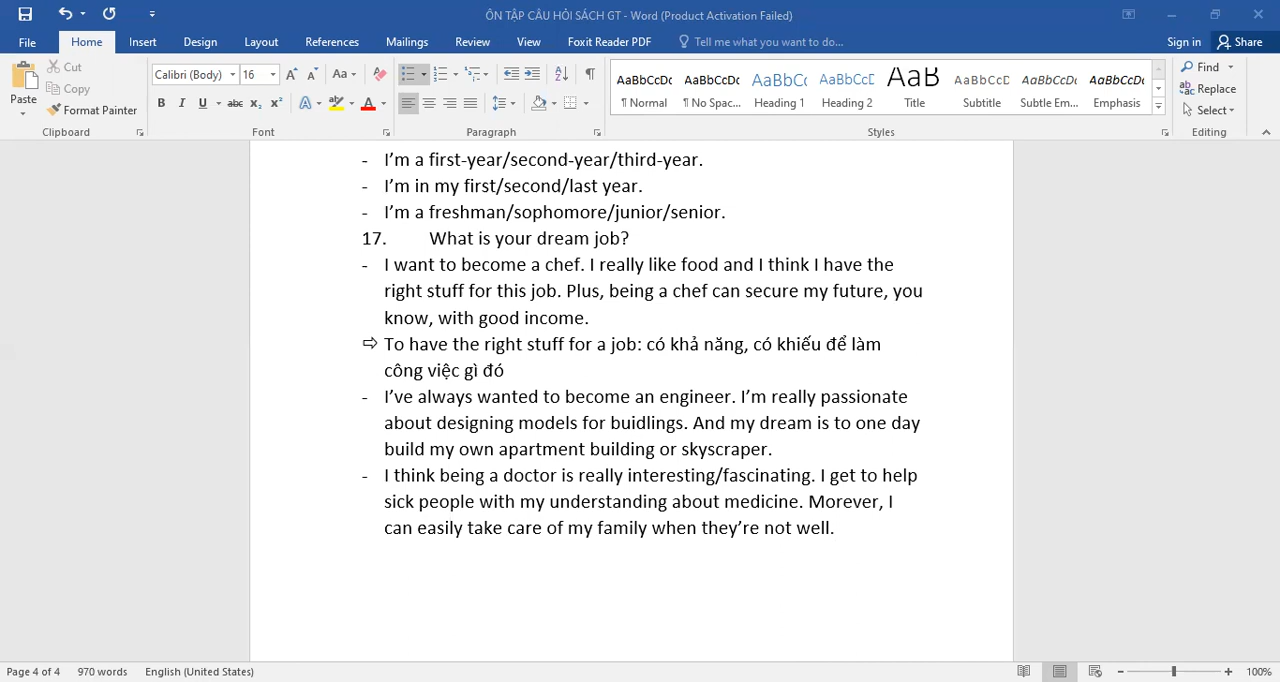 ÔN TẬP CÂU HỎI SÁCH GT - Word (Product Activation Failed)
File Home Insert Design Layout References Mailings Review View Foxit Reader PDF Tell me what you want to do... Sign in Share
Cut
Copy
Format Painter
Paste
Calibri (Body) 16
Find
Replace
Select
AaBbCcDc AaBbCcDc AaBbCc AaBbCcD AaB AaBbCcD AaBbCcDc AaBbCcDc
¶ Normal ¶ No Spac... Heading 1 Heading 2 Title Subtitle Subtle Em... Emphasis
Clipboard Font Paragraph Styles Editing
- I’m a first-year/second-year/third-year.
- I’m in my first/second/last year.
- I’m a freshman/sophomore/junior/senior.
17. What is your dream job?
- I want to become a chef. I really like food and I think I have the
right stuff for this job. Plus, being a chef can secure my future, you
know, with good income.
⇨ To have the right stuff for a job: có khả năng, có khiếu để làm
công việc gì đó
- I’ve always wanted to become an engineer. I’m really passionate
about designing models for buidlings. And my dream is to one day
build my own apartment building or skyscraper.
- I think being a doctor is really interesting/fascinating. I get to help
sick people with my understanding about medicine. Morever, I
can easily take care of my family when they’re not well.
Page 4 of 4 970 words English (United States) 100%